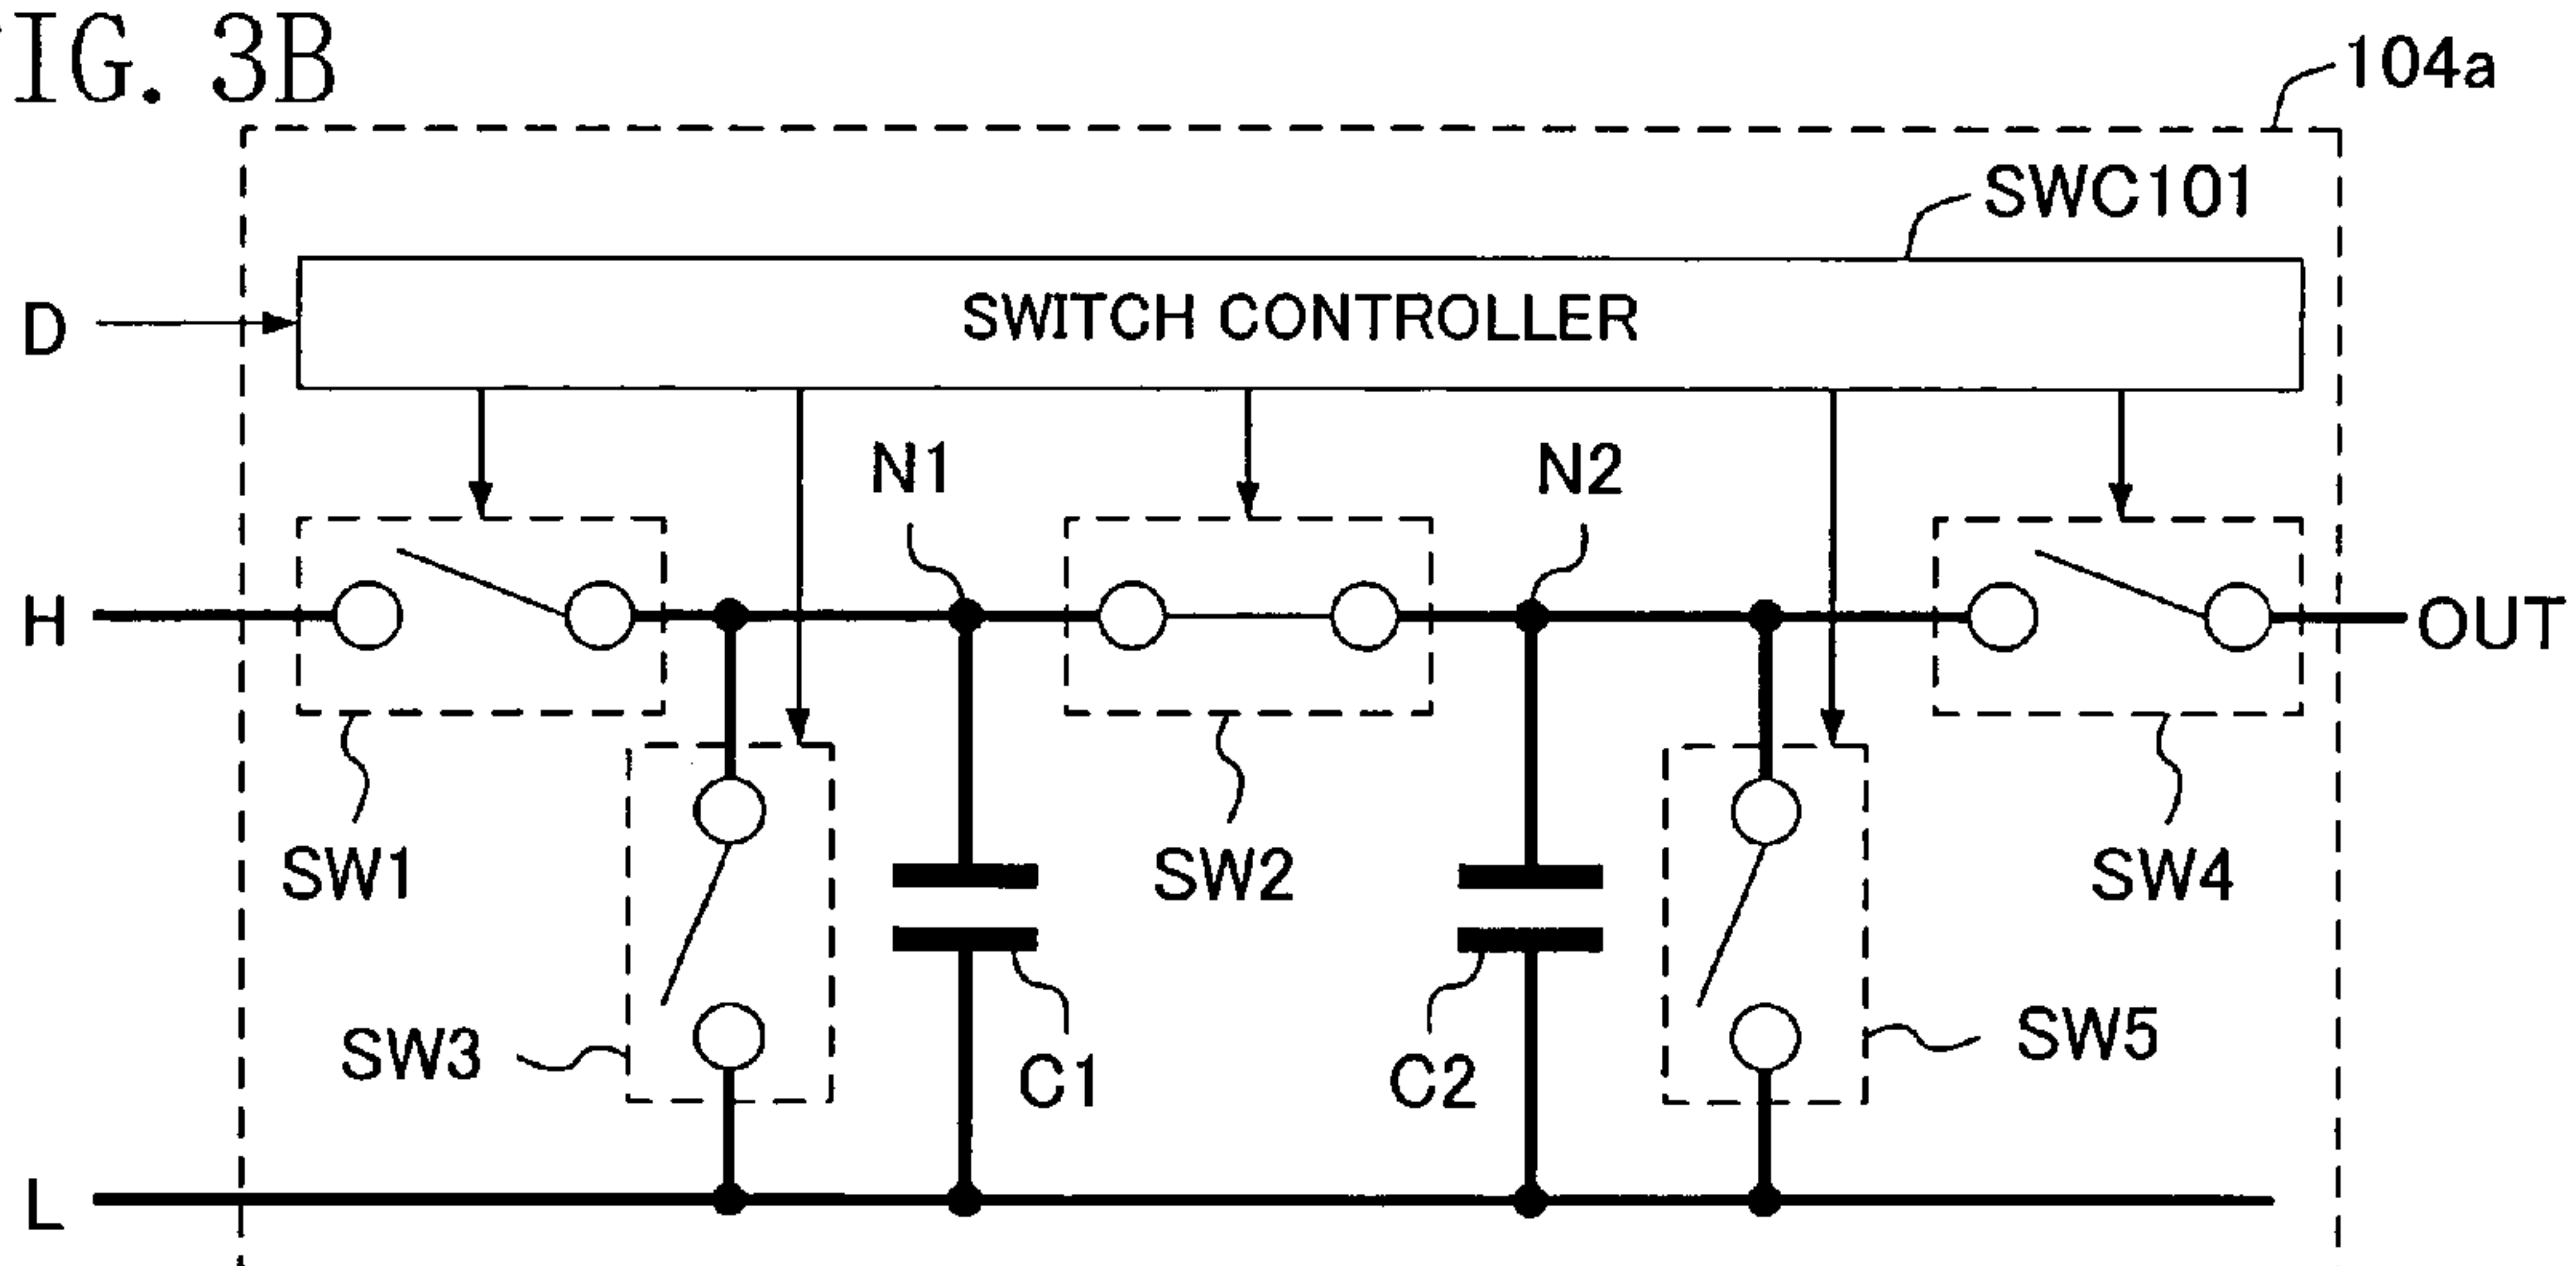 IG. 3B
104a
SWC101
D
SWITCH CONTROLLER
N1
N2
H
OUT
SW1
SW2
SW4
SW3
C1
C2
SW5
L